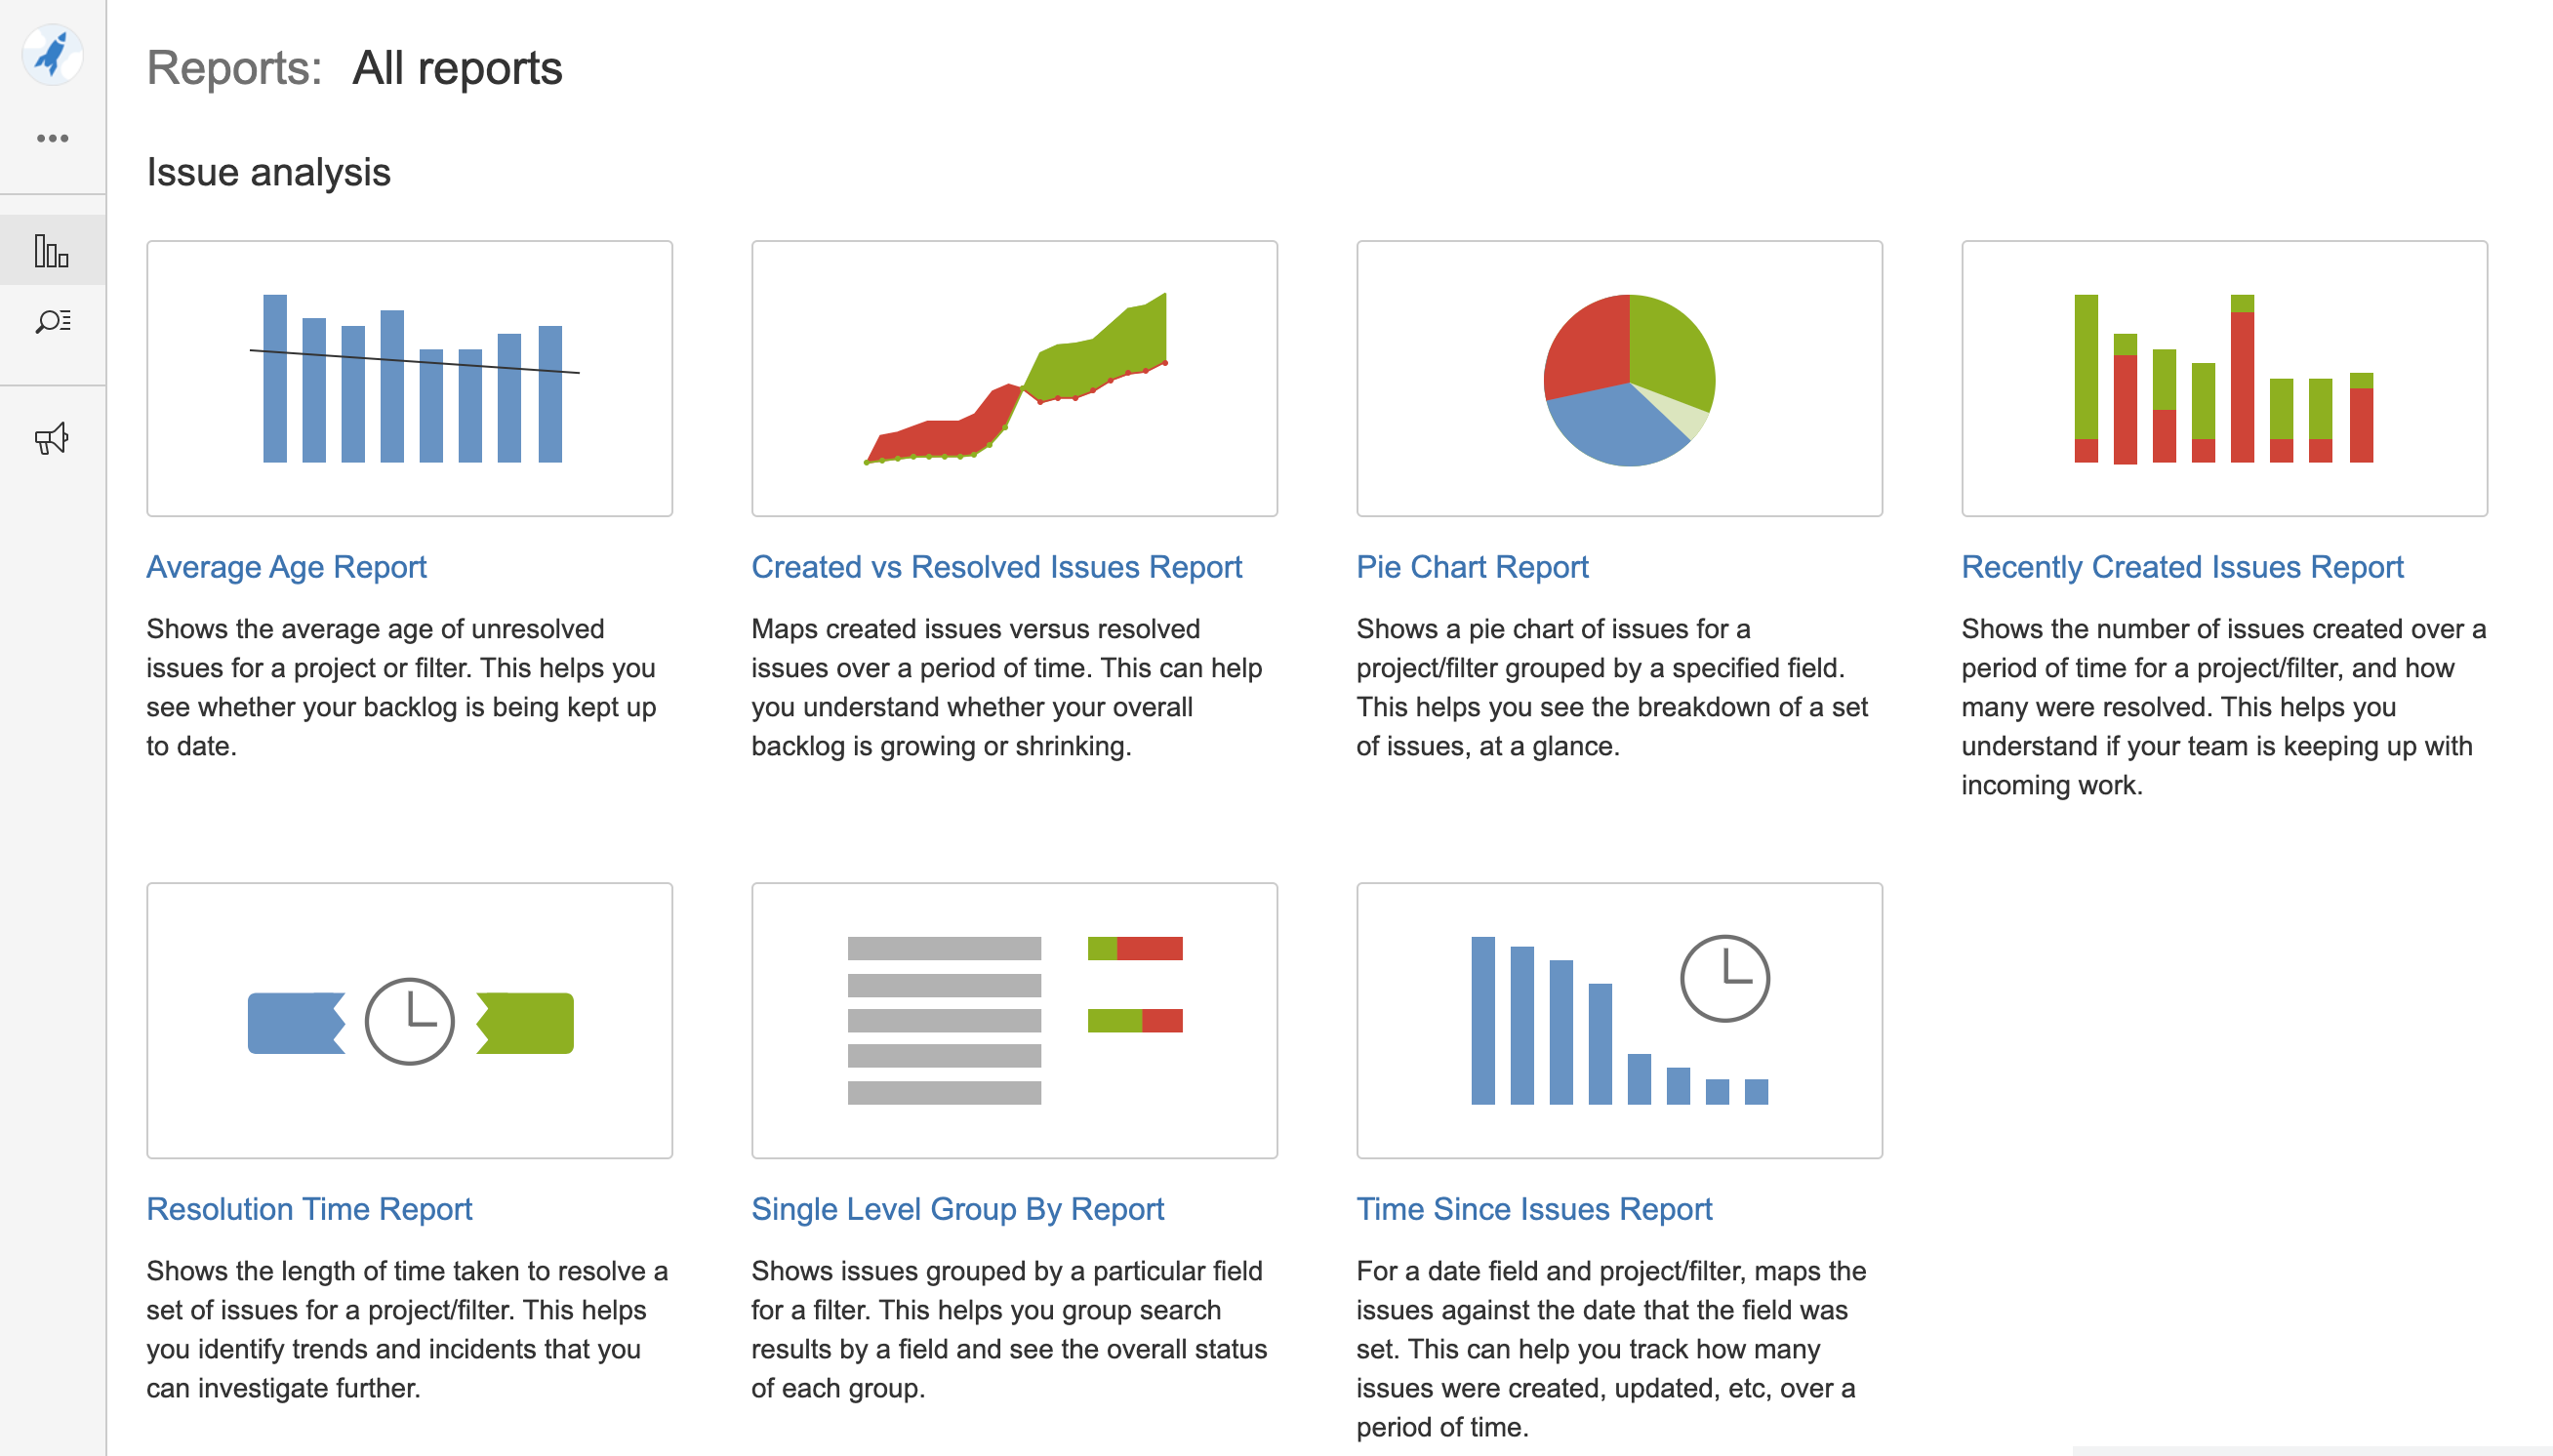 Reports: All reports
Issue analysis
Average Age Report
Shows the average age of unresolved
issues for a project or filter. This helps you
see whether your backlog is being kept up
to date.
Created vs Resolved Issues Report
Maps created issues versus resolved
issues over a period of time. This can help
you understand whether your overall
backlog is growing or shrinking.
Pie Chart Report
Shows a pie chart of issues for a
project/filter grouped by a specified field.
This helps you see the breakdown of a set
of issues, at a glance.
Recently Created Issues Report
Shows the number of issues created over a
period of time for a project/filter, and how
many were resolved. This helps you
understand if your team is keeping up with
incoming work.
Resolution Time Report
Shows the length of time taken to resolve a
set of issues for a project/filter. This helps
you identify trends and incidents that you
can investigate further.
Single Level Group By Report
Shows issues grouped by a particular field
for a filter. This helps you group search
results by a field and see the overall status
of each group.
Time Since Issues Report
For a date field and project/filter, maps the
issues against the date that the field was
set. This can help you track how many
issues were created, updated, etc, over a
period of time.